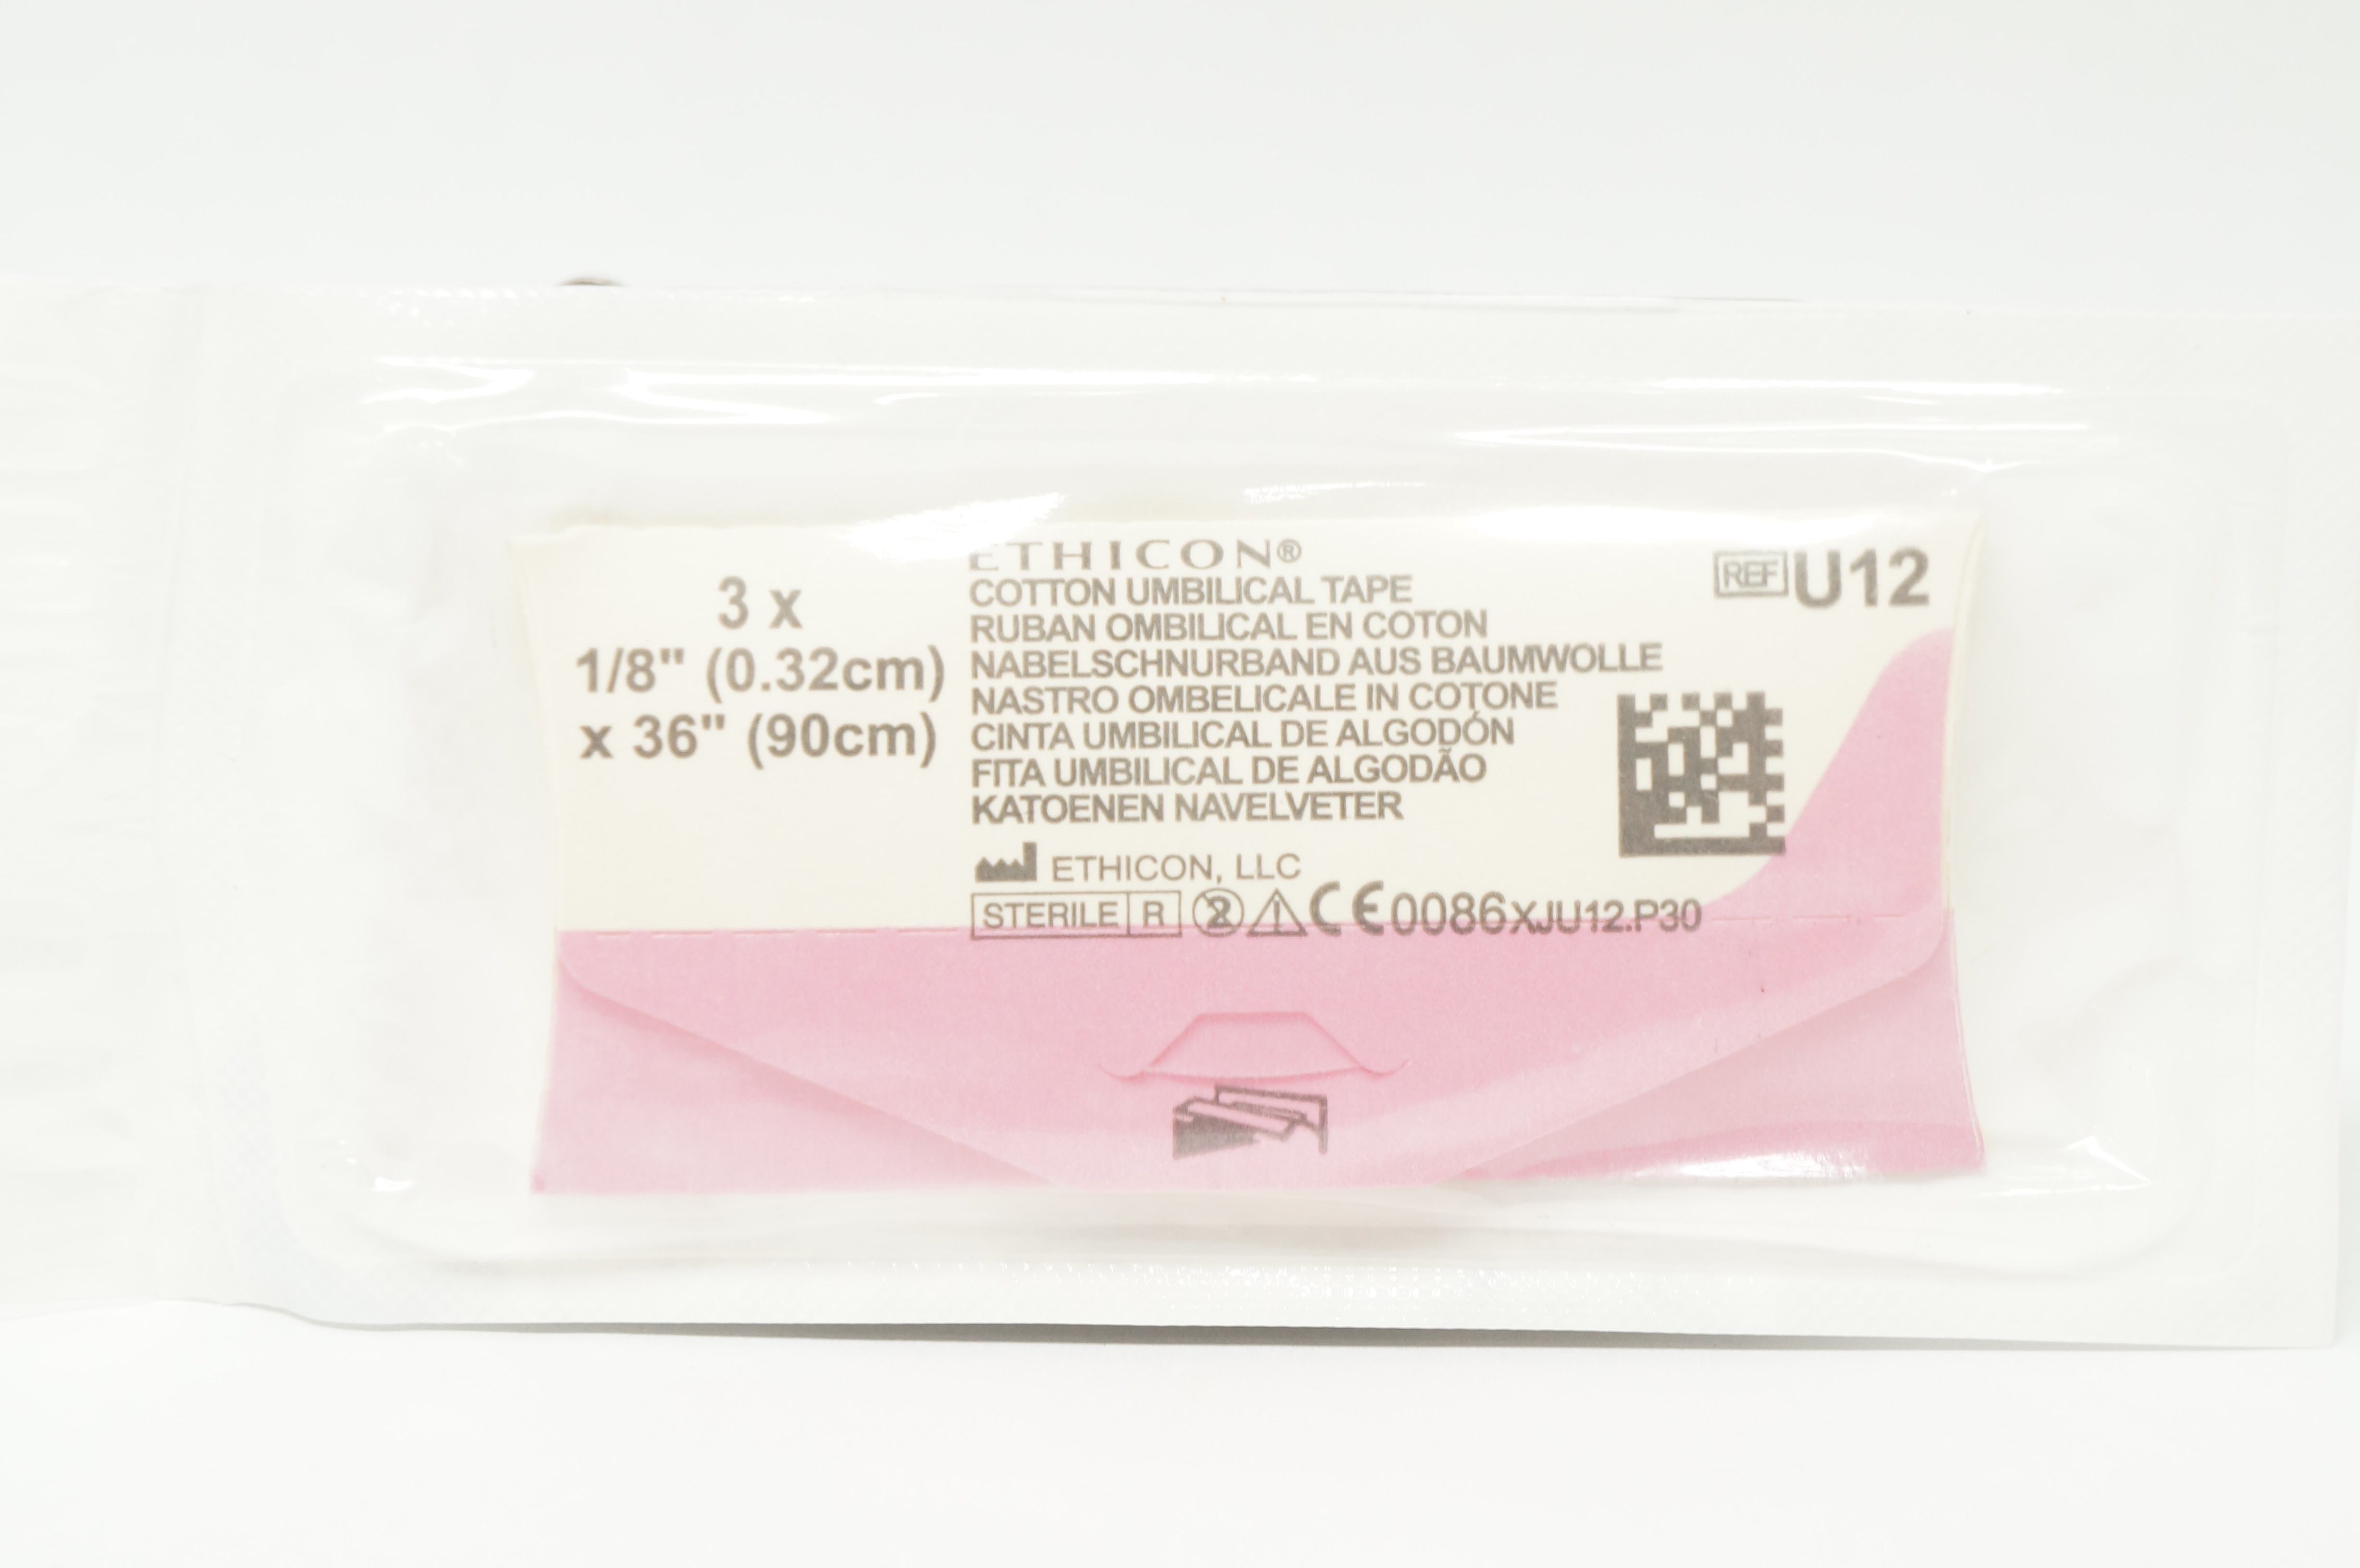 3 x
1/8" (0.32cm)
x 36" (90cm)
ETHICON®
COTTON UMBILICAL TAPE
RUBAN OMBILICAL EN COTON
NABELSCHNURBAND AUS BAUMWOLLE
NASTRO OMBELICALE IN COTONE
CINTA UMBILICAL DE ALGODÓN
FITA UMBILICAL DE ALGODÃO
KATOENEN NAVELVETER
ETHICON, LLC
STERILE R 2 CE0086XJU12.P30
REF U12